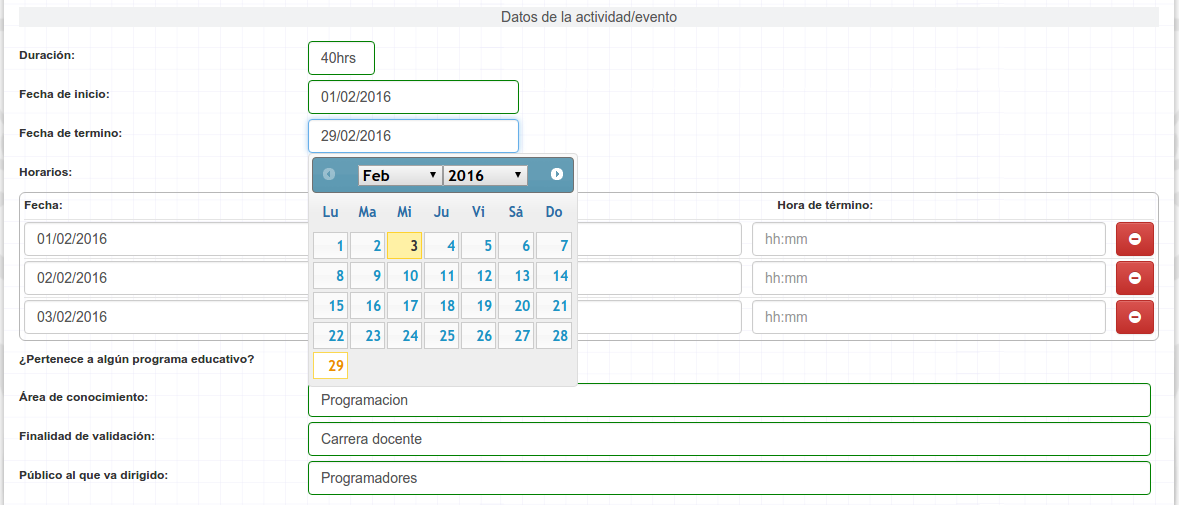 Datos de la actividad/evento
Duración: 40hrs
Fecha de inicio: 01/02/2016
Fecha de termino: 29/02/2016
Horarios:
Feb 2016
Fecha: Hora de término:
Lu Ma Mi Ju Vi Sá Do
01/02/2016 hh:mm
1 2 3 4 5 6 7
02/02/2016 hh:mm
8 9 10 11 12 13 14
03/02/2016 hh:mm
15 16 17 18 19 20 21
22 23 24 25 26 27 28
¿Pertenece a algún programa educativo?
29
Área de conocimiento: Programacion
Finalidad de validación: Carrera docente
Público al que va dirigido: Programadores